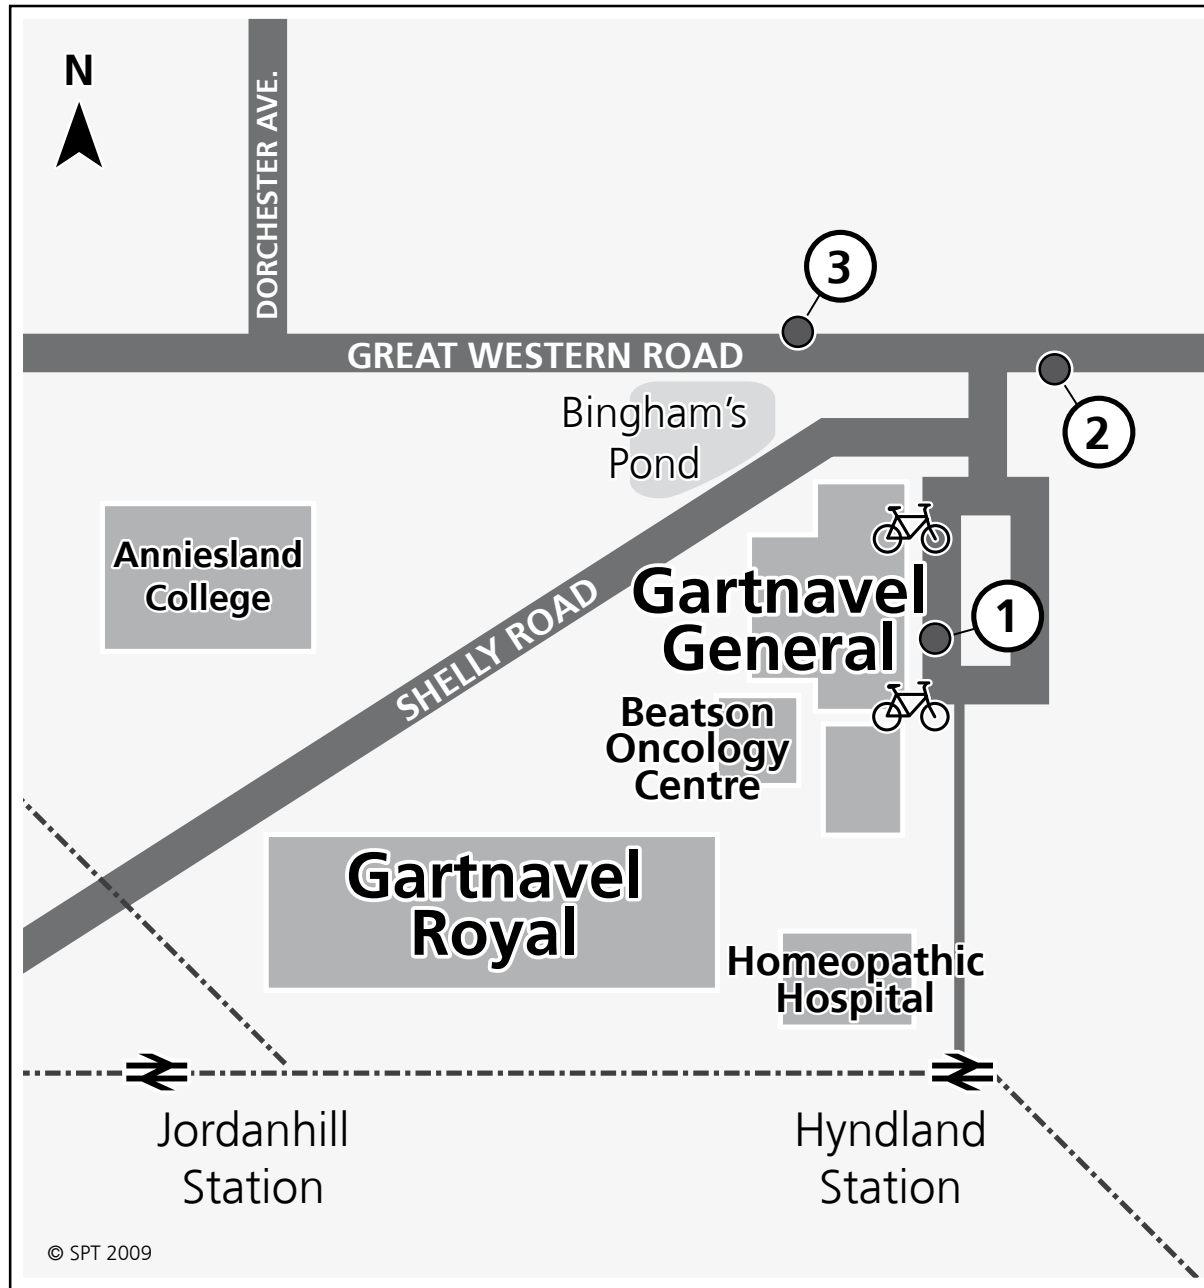 N
DORCHESTER AVE.
3
GREAT WESTERN ROAD
2
Bingham's
Pond
Anniesland
College
SHELLY ROAD
Gartnavel
General
1
Beatson
Oncology
Centre
Gartnavel
Royal
Homeopathic
Hospital
Jordanhill
Station
Hyndland
Station
© SPT 2009